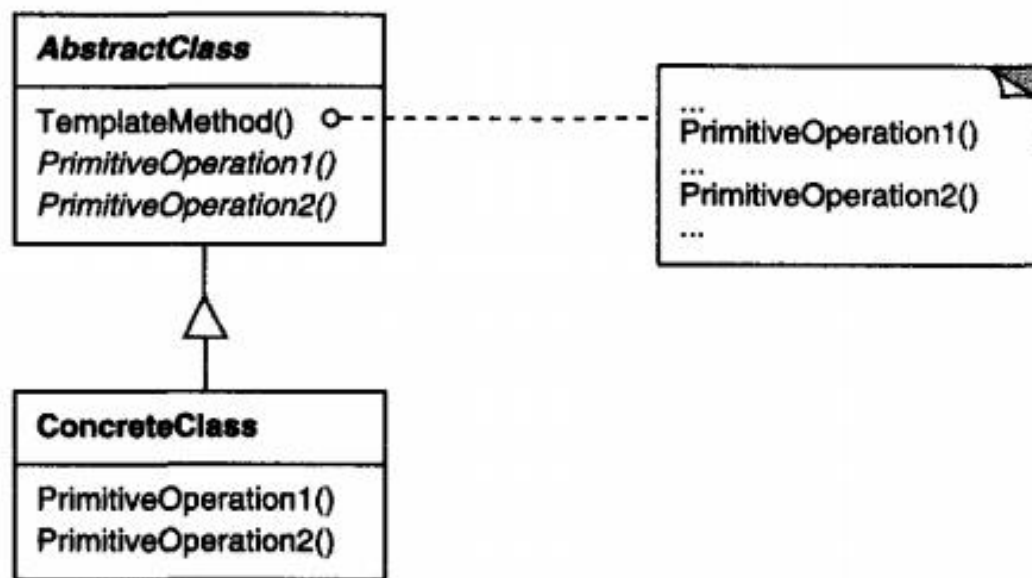 AbstractClass
TemplateMethod()
PrimitiveOperation1()
PrimitiveOperation2()
...
PrimitiveOperation1()
...
PrimitiveOperation2()
...
ConcreteClass
PrimitiveOperation1()
PrimitiveOperation2()